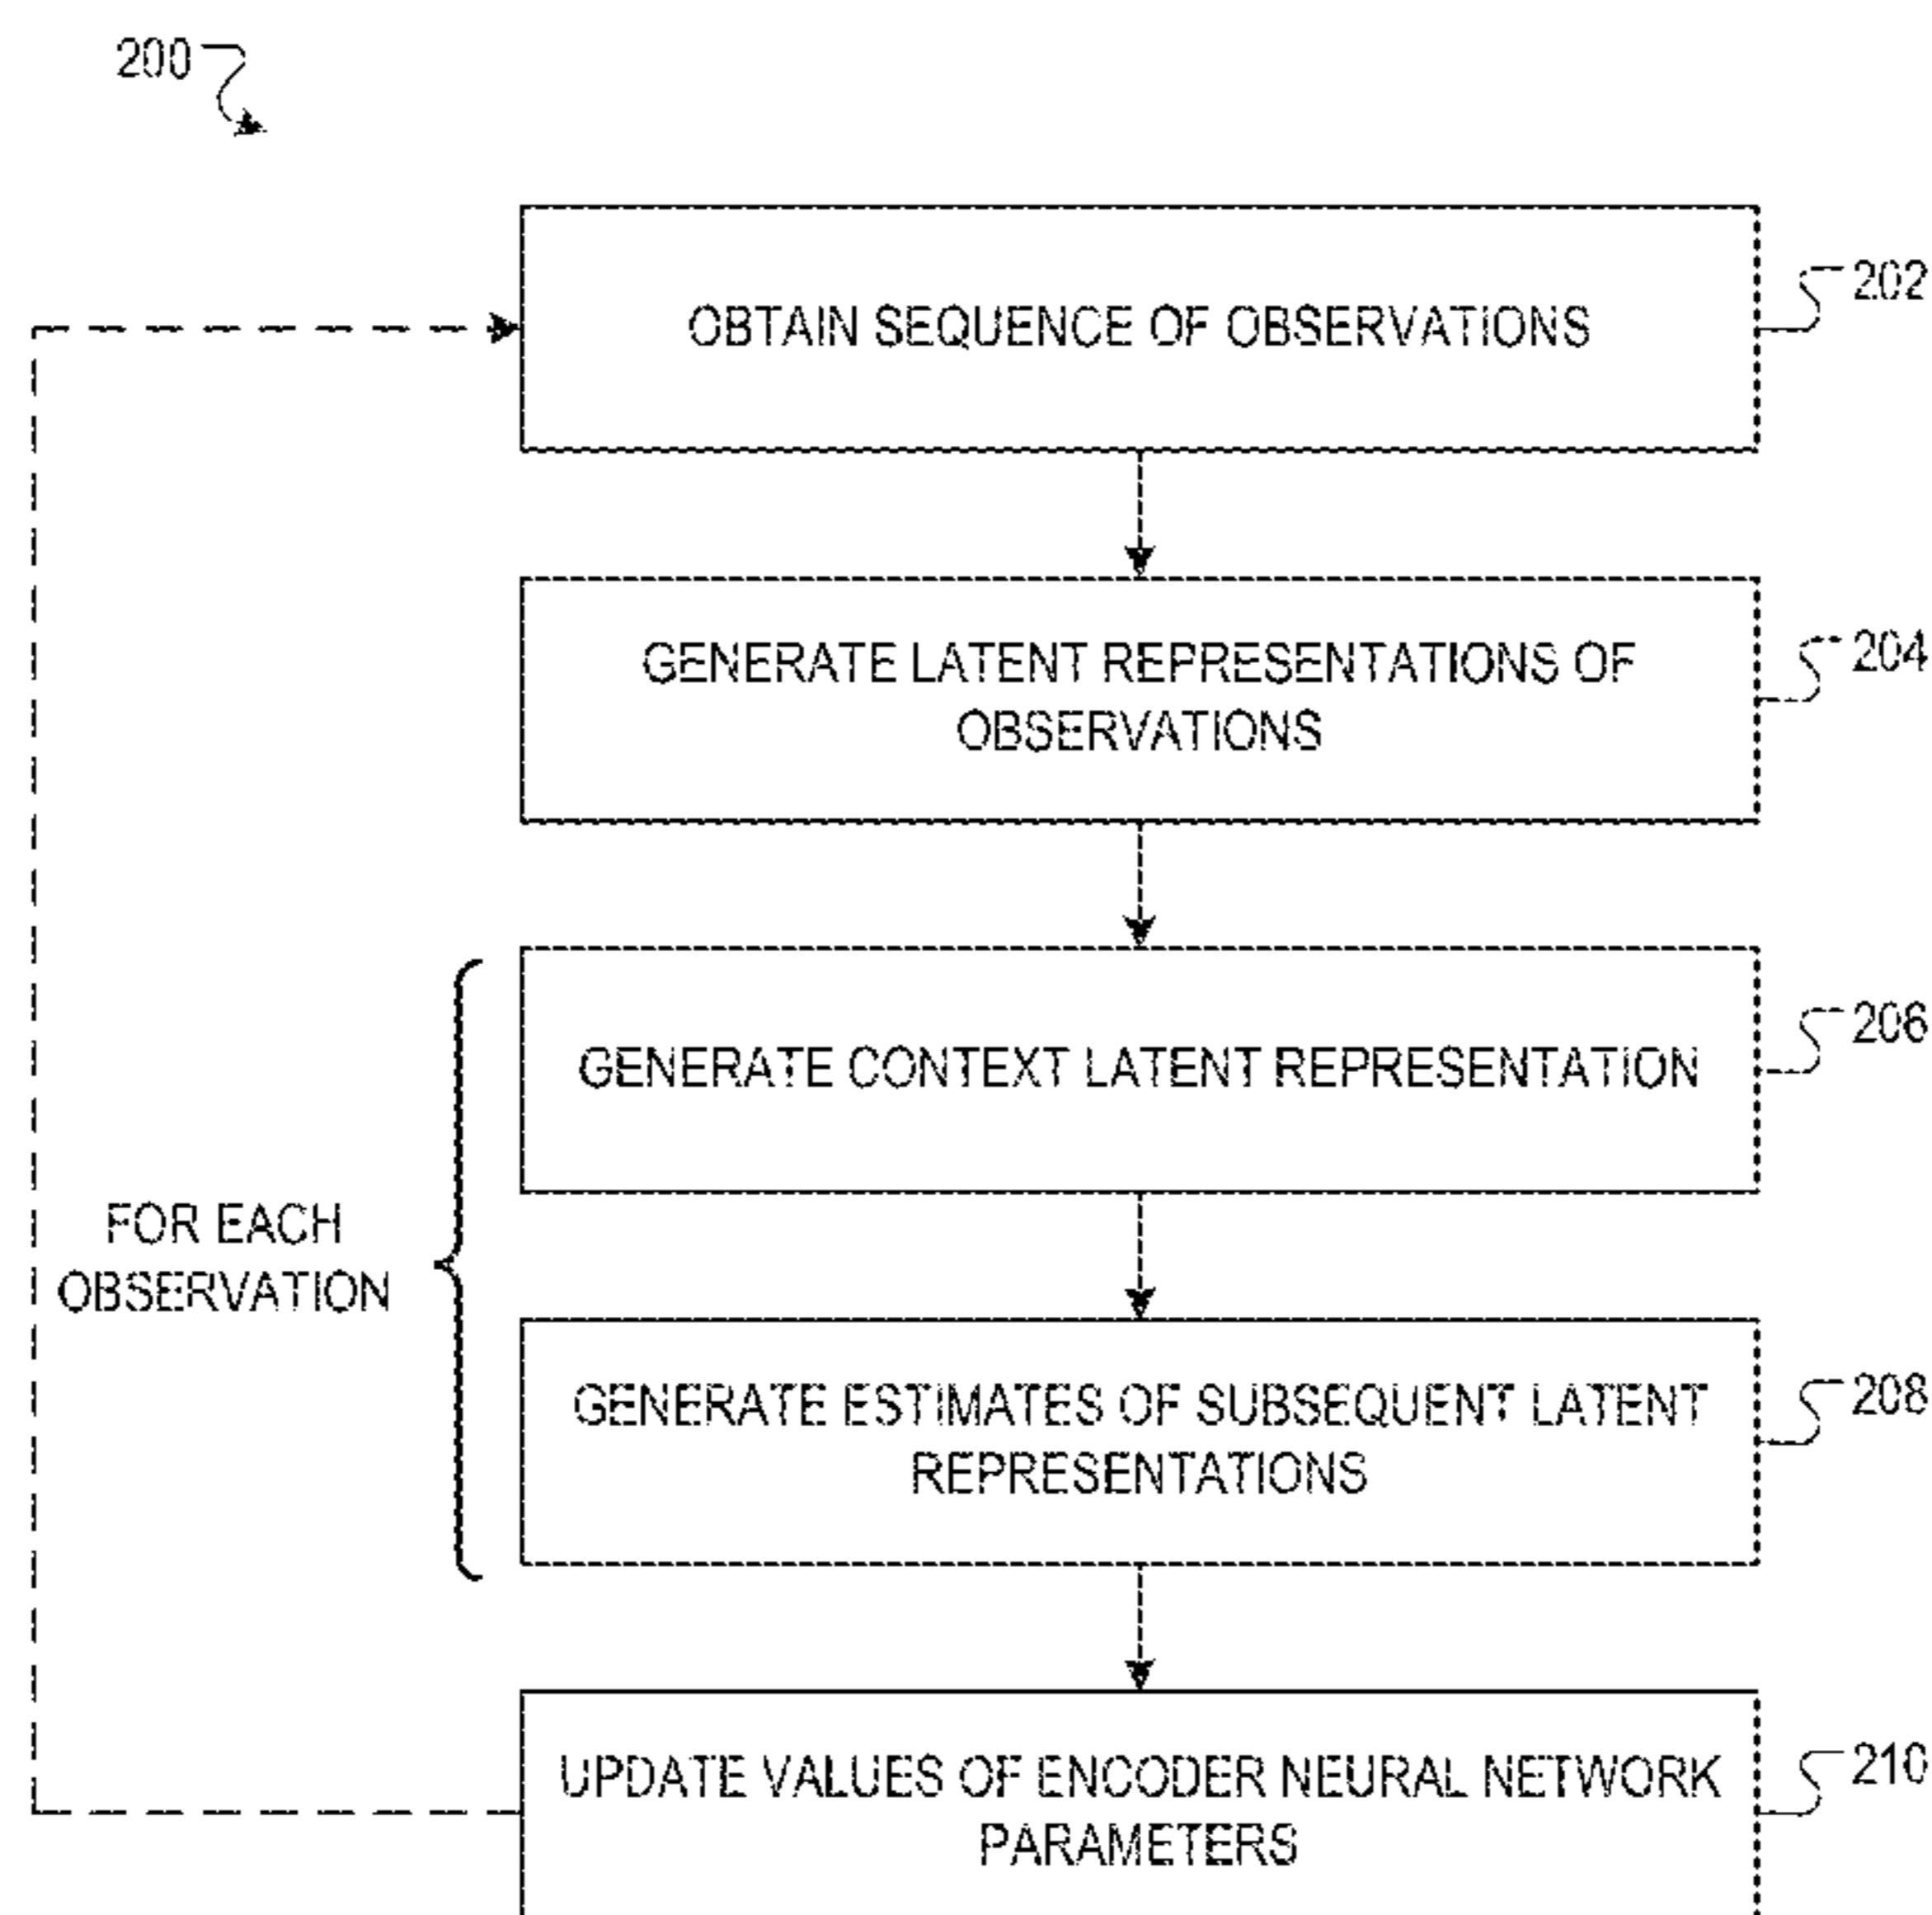 200
OBTAIN SEQUENCE OF OBSERVATIONS
202
GENERATE LATENT REPRESENTATIONS OF
OBSERVATIONS
204
GENERATE CONTEXT LATENT REPRESENTATION
206
FOR EACH
OBSERVATION
GENERATE ESTIMATES OF SUBSEQUENT LATENT
REPRESENTATIONS
208
UPDATE VALUES OF ENCODER NEURAL NETWORK
PARAMETERS
210